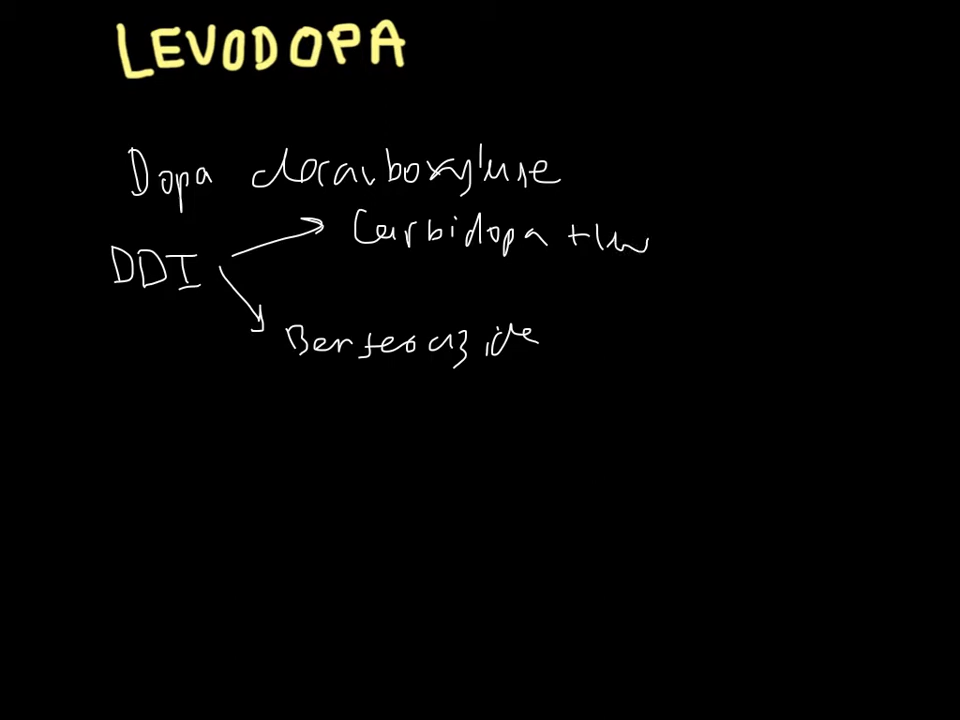 LEVODOPA
Dopa decarboxylase
DDI
Carbidopa
Benserazide